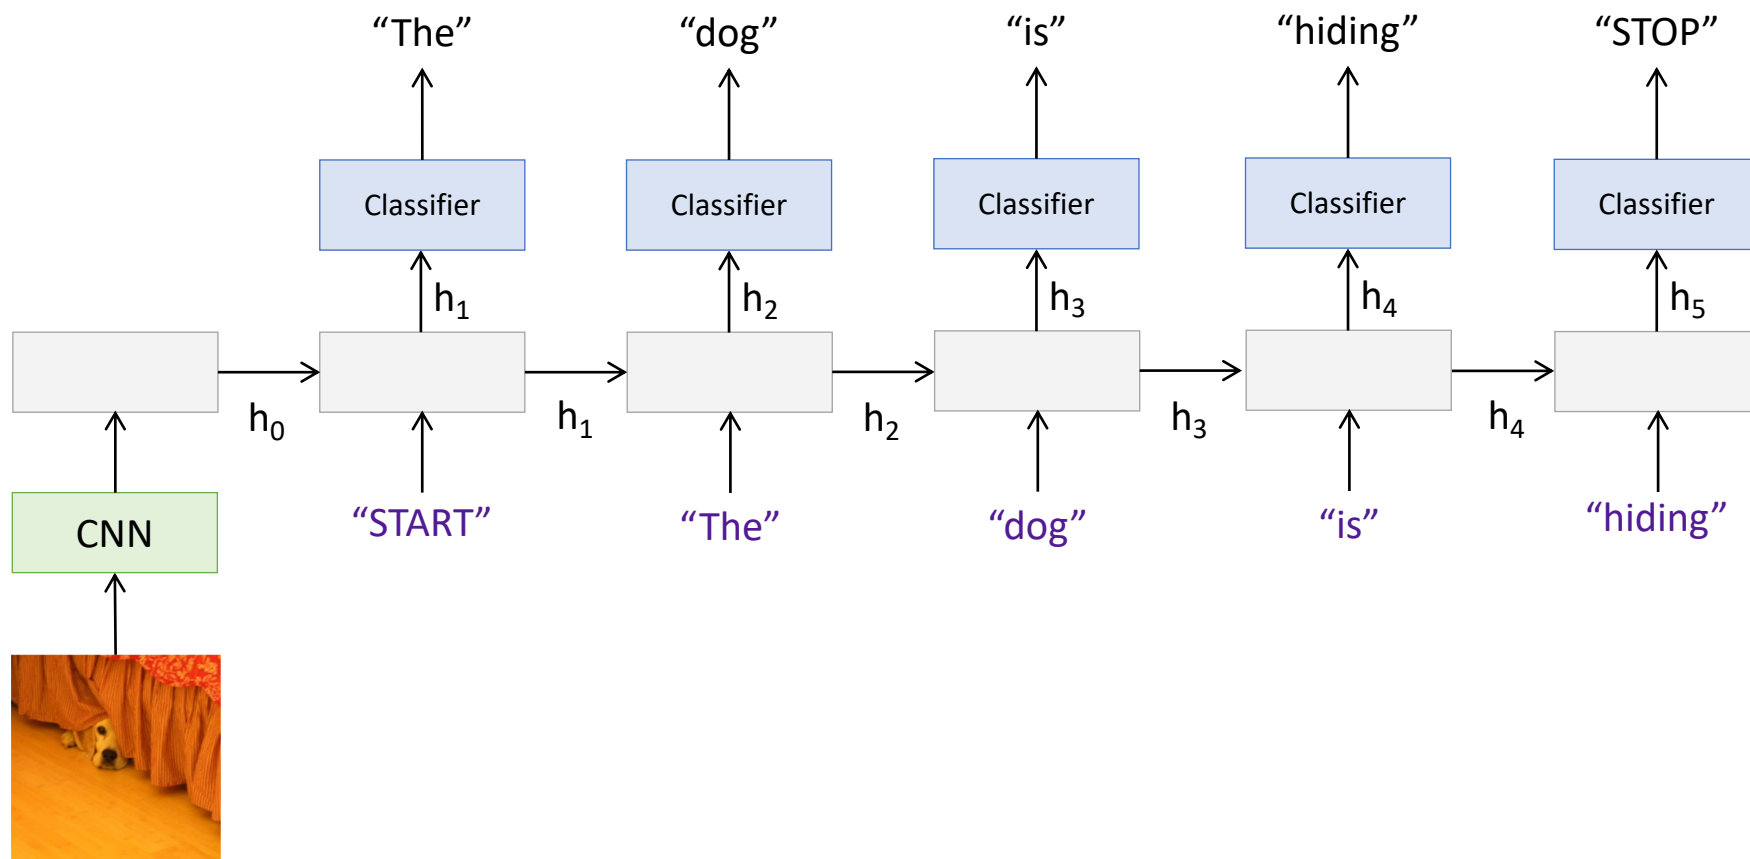 “The” “dog” “is” “hiding” “STOP”
Classifier Classifier Classifier Classifier Classifier
h₁ h₂ h₃ h₄ h₅
h₀ h₁ h₂ h₃ h₄
CNN “START” “The” “dog” “is” “hiding”